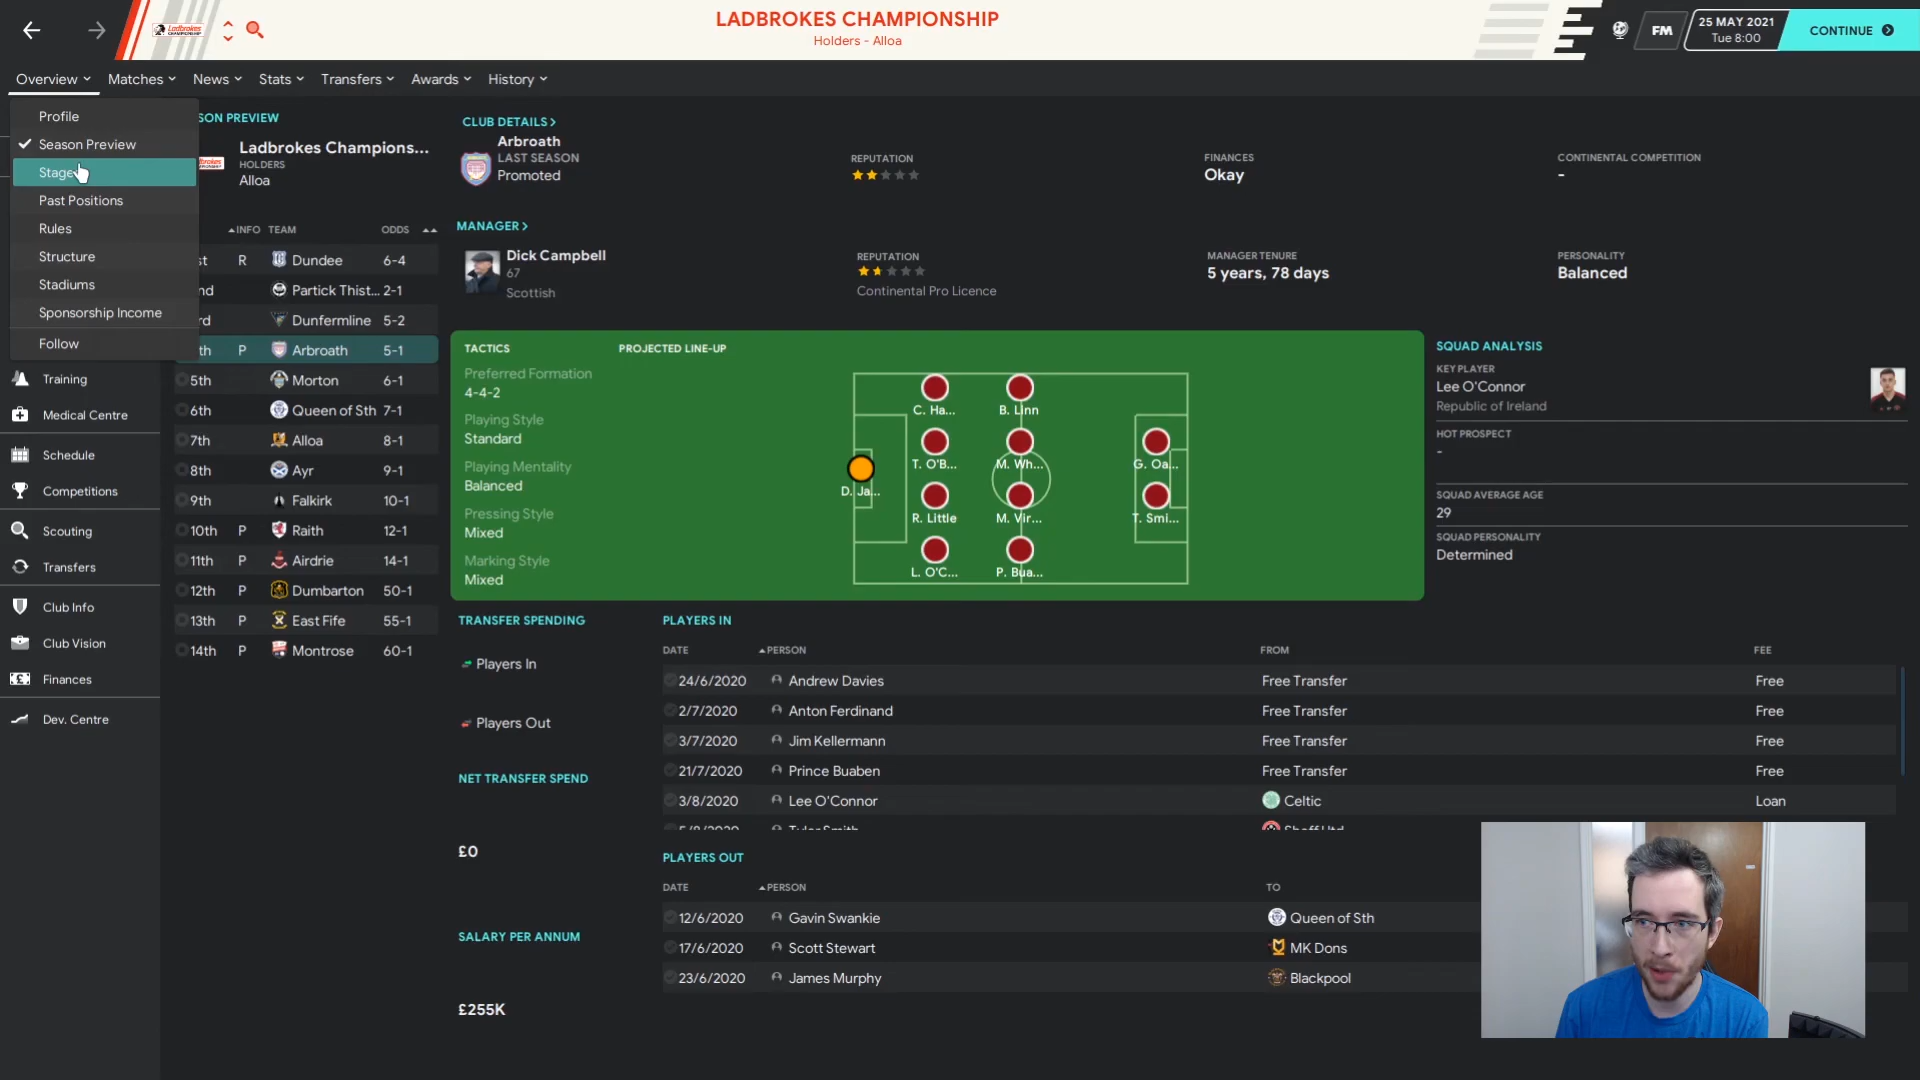 LADBROKES CHAMPIONSHIP
Holders - Alloa
FM
25 MAY 2021
Tue 8:00
CONTINUE
Overview
Matches
News
Stats
Transfers
Awards
History
Profile
Season Preview
Stage
Past Positions
Rules
Structure
Stadiums
Sponsorship Income
Follow
Training
Medical Centre
Schedule
Competitions
Scouting
Transfers
Club Info
Club Vision
Finances
Dev. Centre
SON PREVIEW
Ladbrokes Champions...
HOLDERS
Alloa
INFO TEAM ODDS
st R Dundee 6-4
nd Partick Thist... 2-1
rd Dunfermline 5-2
th P Arbroath 5-1
5th Morton 6-1
6th Queen of Sth 7-1
7th Alloa 8-1
8th Ayr 9-1
9th Falkirk 10-1
10th P Raith 12-1
11th P Airdrie 14-1
12th P Dumbarton 50-1
13th P East Fife 55-1
14th P Montrose 60-1
CLUB DETAILS >
Arbroath
LAST SEASON
Promoted
REPUTATION
FINANCES
Okay
CONTINENTAL COMPETITION
-
MANAGER >
Dick Campbell
67
Scottish
REPUTATION
Continental Pro Licence
MANAGER TENURE
5 years, 78 days
PERSONALITY
Balanced
TACTICS
Preferred Formation
4-4-2
Playing Style
Standard
Playing Mentality
Balanced
Pressing Style
Mixed
Marking Style
Mixed
PROJECTED LINE-UP
C. Ha...
B. Linn
T. O'B...
M. Wh...
G. Oa...
D. Ja...
R. Little
M. Vir...
T. Smi...
L. O'C...
P. Bua...
SQUAD ANALYSIS
KEY PLAYER
Lee O'Connor
Republic of Ireland
HOT PROSPECT
-
SQUAD AVERAGE AGE
29
SQUAD PERSONALITY
Determined
TRANSFER SPENDING
Players In
Players Out
NET TRANSFER SPEND
£0
SALARY PER ANNUM
£255K
PLAYERS IN
DATE PERSON FROM FEE
24/6/2020 Andrew Davies Free Transfer Free
2/7/2020 Anton Ferdinand Free Transfer Free
3/7/2020 Jim Kellermann Free Transfer Free
21/7/2020 Prince Buaben Free Transfer Free
3/8/2020 Lee O'Connor Celtic Loan
5/8/2020 Tyler Smith Sheff Utd
PLAYERS OUT
DATE PERSON TO
12/6/2020 Gavin Swankie Queen of Sth
17/6/2020 Scott Stewart MK Dons
23/6/2020 James Murphy Blackpool